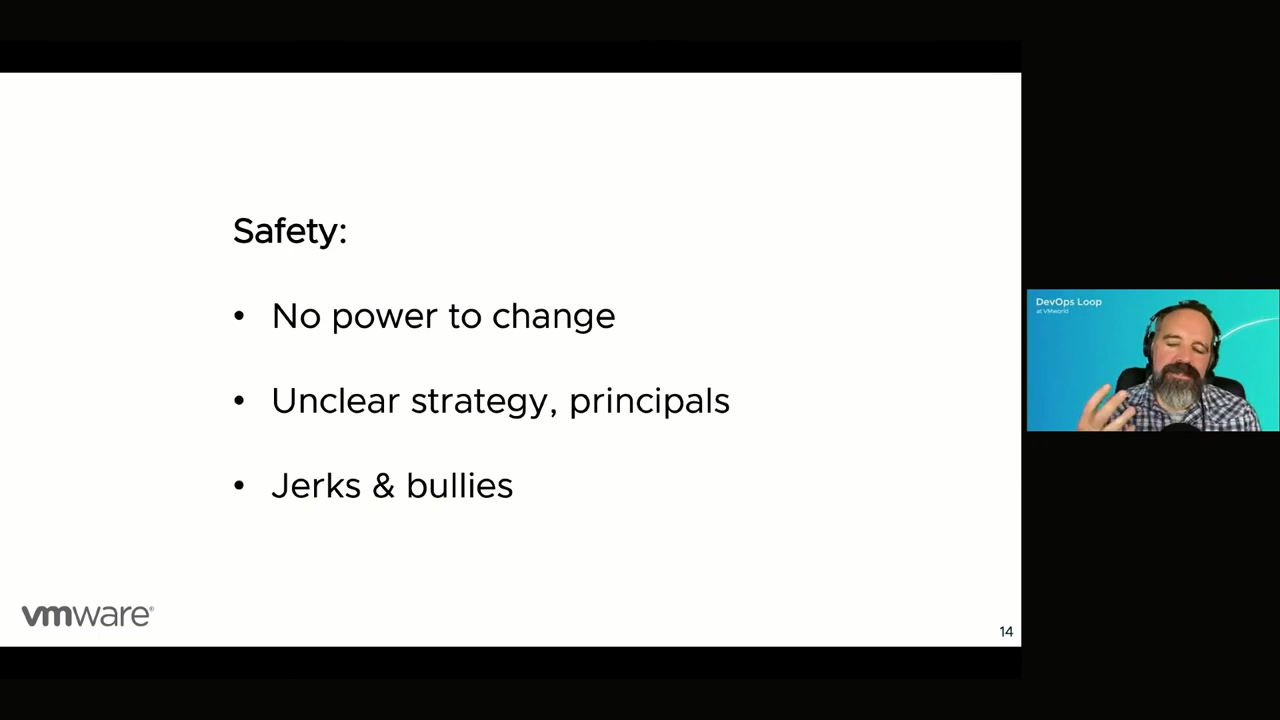 Safety:
• No power to change
• Unclear strategy, principals
• Jerks & bullies
vmware®
14
DevOps Loop
at VMworld